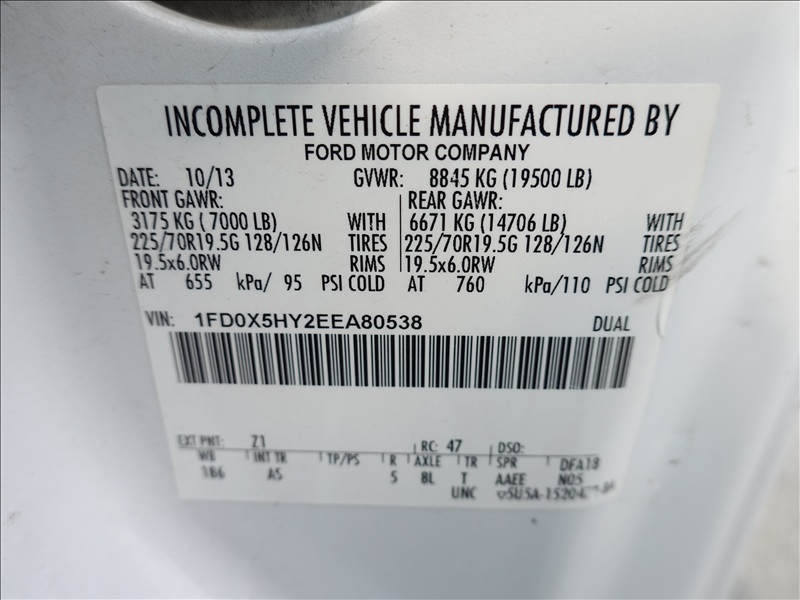 INCOMPLETE VEHICLE MANUFACTURED BY
FORD MOTOR COMPANY
DATE: 10/13 GVWR: 8845 KG (19500 LB)
FRONT GAWR: REAR GAWR:
3175 KG (7000 LB) WITH 6671 KG (14706 LB) WITH
225/70R19.5G 128/126N TIRES 225/70R19.5G 128/126N TIRES
19.5x6.0RW RIMS 19.5x6.0RW RIMS
AT 655 kPa/ 95 PSI COLD AT 760 kPa/110 PSI COLD
VIN: 1FD0X5HY2EEA80538 DUAL
EXT PNT: Z1 RC: 47 DSO:
WB INT TR TP/PS R AXLE TR SPR DFA18
186 AS 5 BL T AAEE N05
UNC